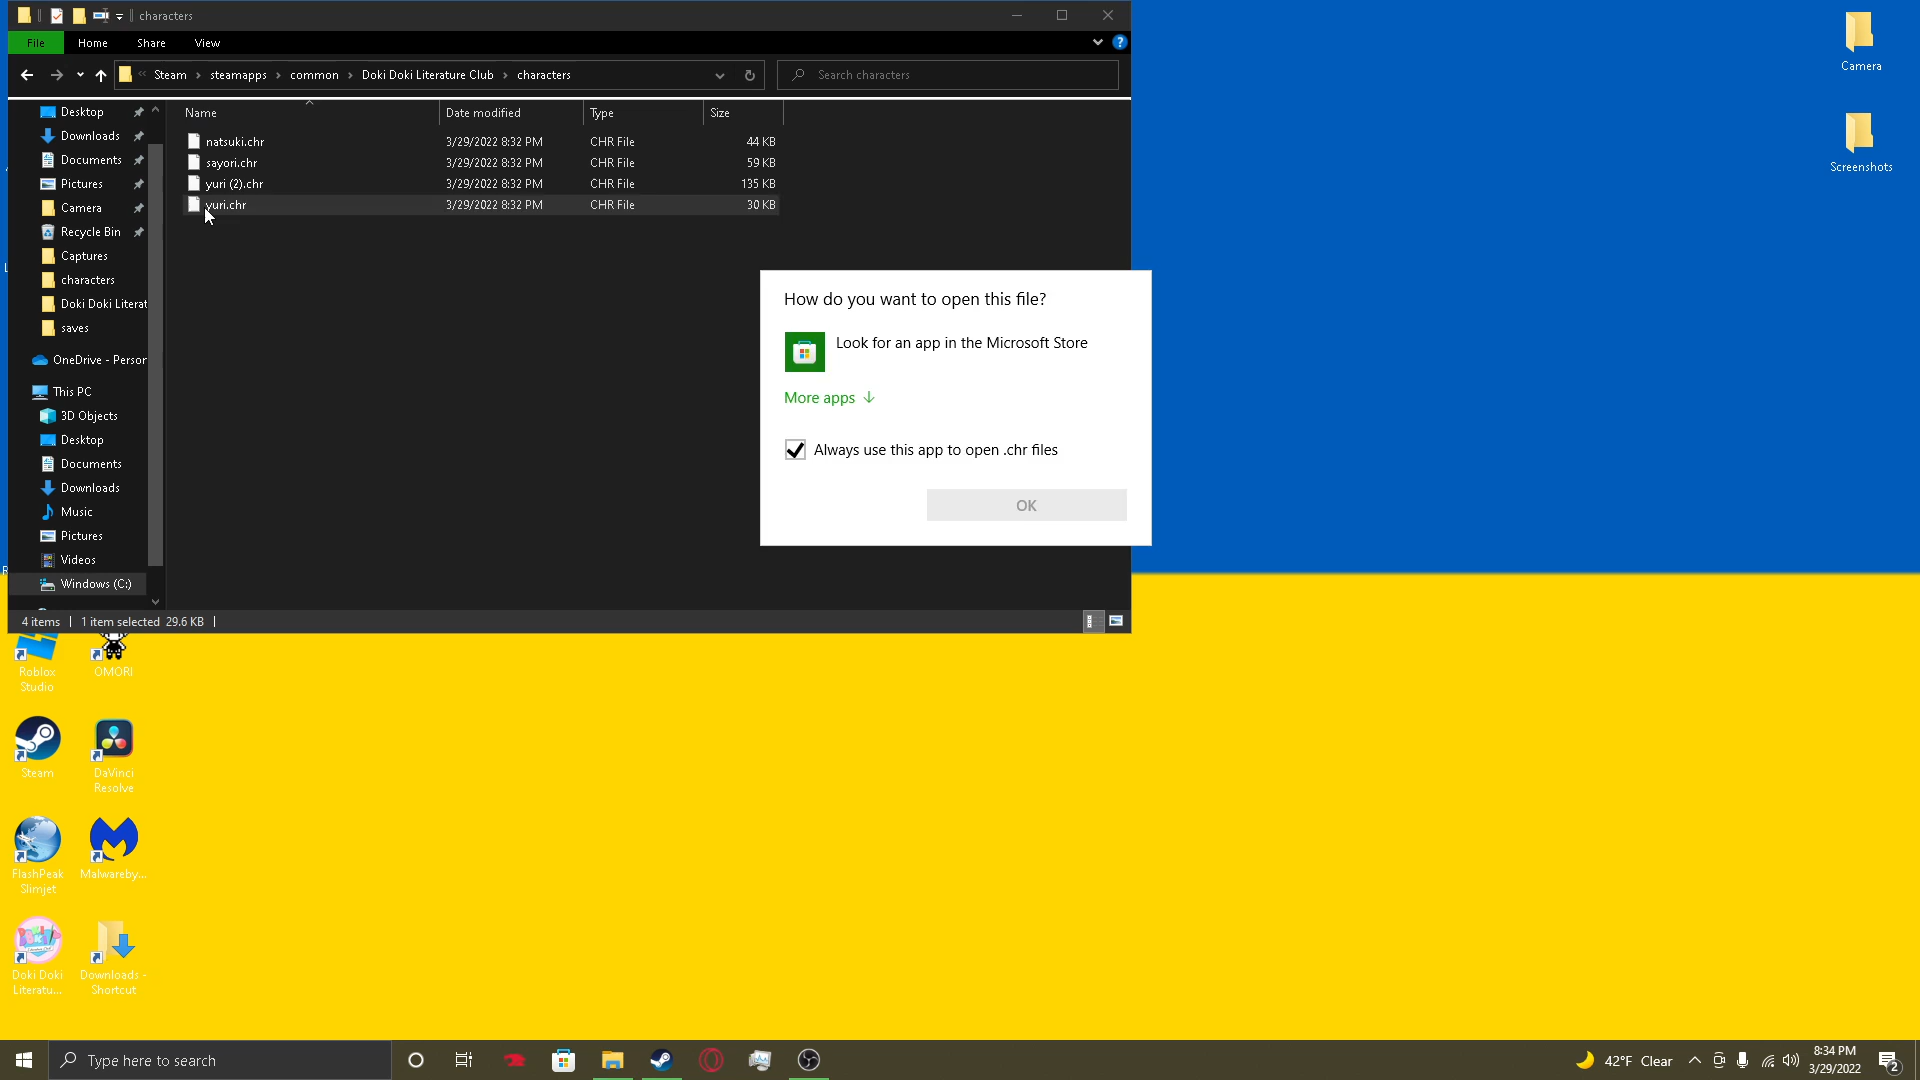 characters
File
Home
Share
View
?
« Steam > steamapps > common > Doki Doki Literature Club > characters
Search characters
Name
Date modified
Type
Size
natsuki.chr 3/29/2022 8:32 PM CHR File 44 KB
sayori.chr 3/29/2022 8:32 PM CHR File 59 KB
yuri (2).chr 3/29/2022 8:32 PM CHR File 135 KB
yuri.chr 3/29/2022 8:32 PM CHR File 30 KB
Desktop
Downloads
Documents
Pictures
Camera
Recycle Bin
Captures
characters
Doki Doki Literat
saves
OneDrive - Person
This PC
3D Objects
Desktop
Documents
Downloads
Music
Pictures
Videos
Windows (C:)
4 items
1 item selected 29.6 KB
How do you want to open this file?
Look for an app in the Microsoft Store
More apps
Always use this app to open .chr files
OK
Camera
Screenshots
Roblox
Studio
OMORI
Steam
DaVinci
Resolve
FlashPeak
Slimjet
Malwareby...
Doki Doki
Literatu...
Downloads -
Shortcut
Type here to search
42°F Clear
8:34 PM
3/29/2022
2